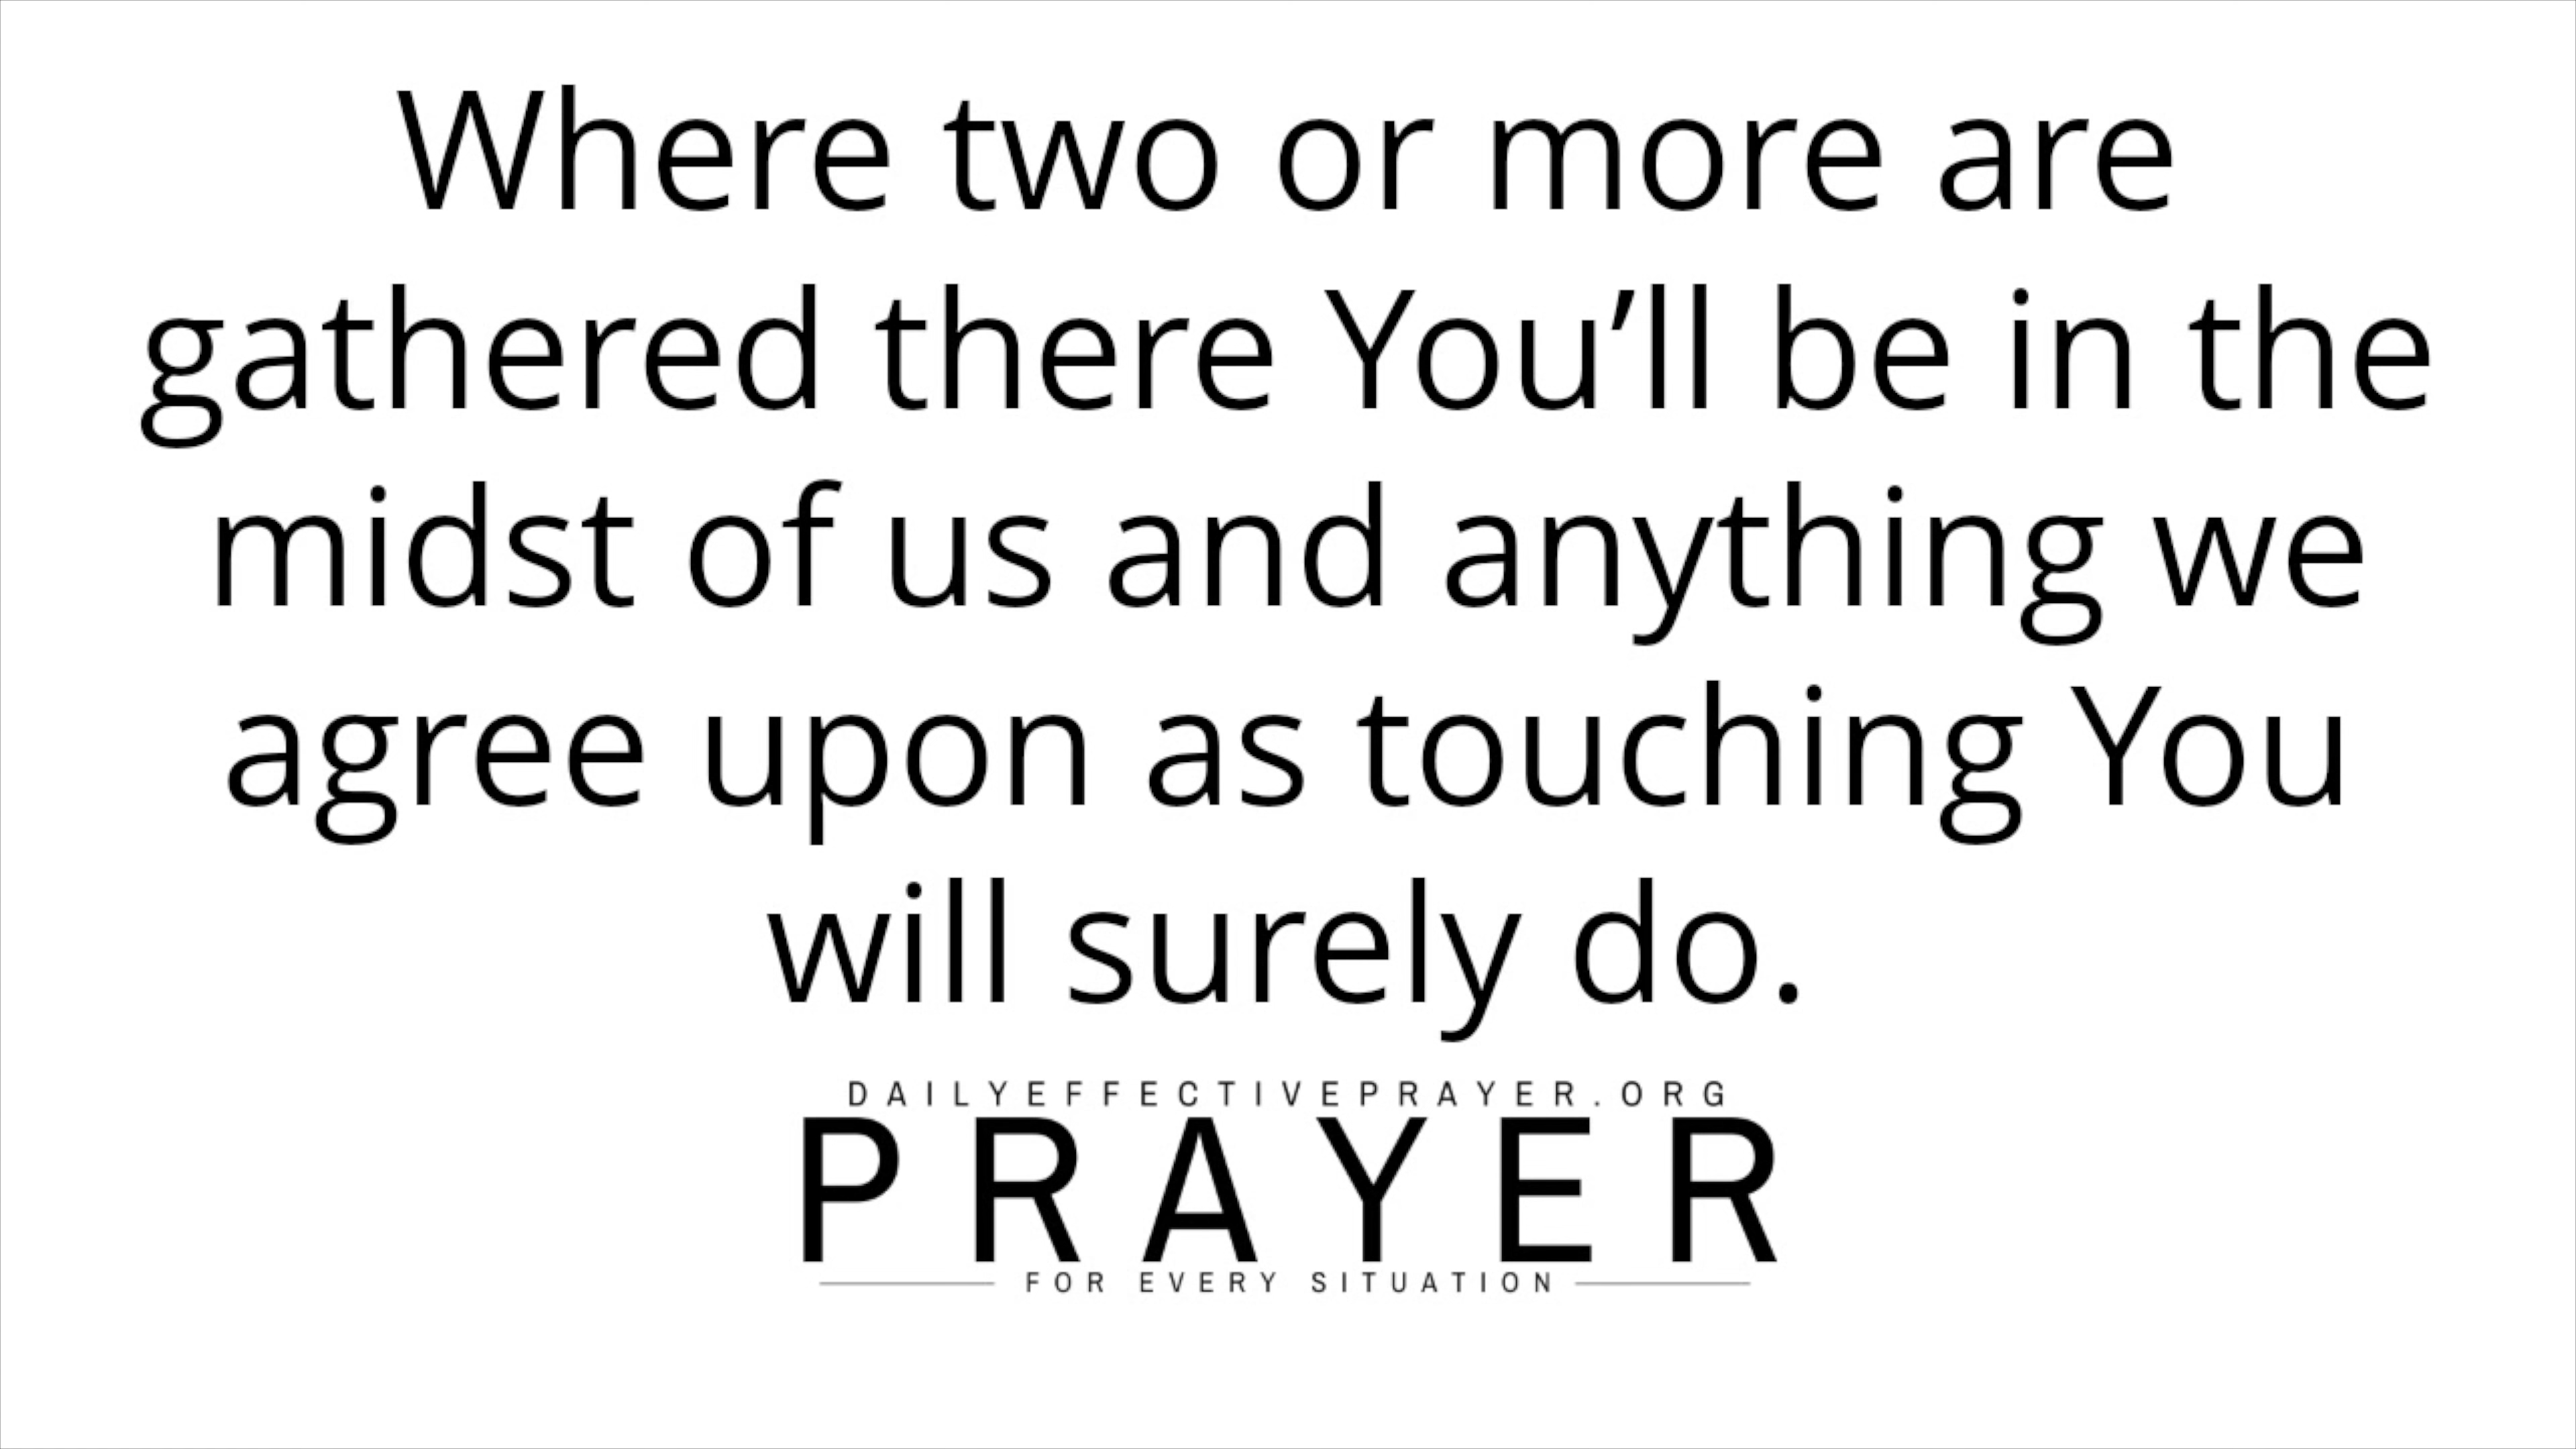 Where two or more are
gathered there You’ll be in the
midst of us and anything we
agree upon as touching You
will surely do.
DAILYEFFECTIVEPRAYER.ORG
PRAYER
FOR EVERY SITUATION